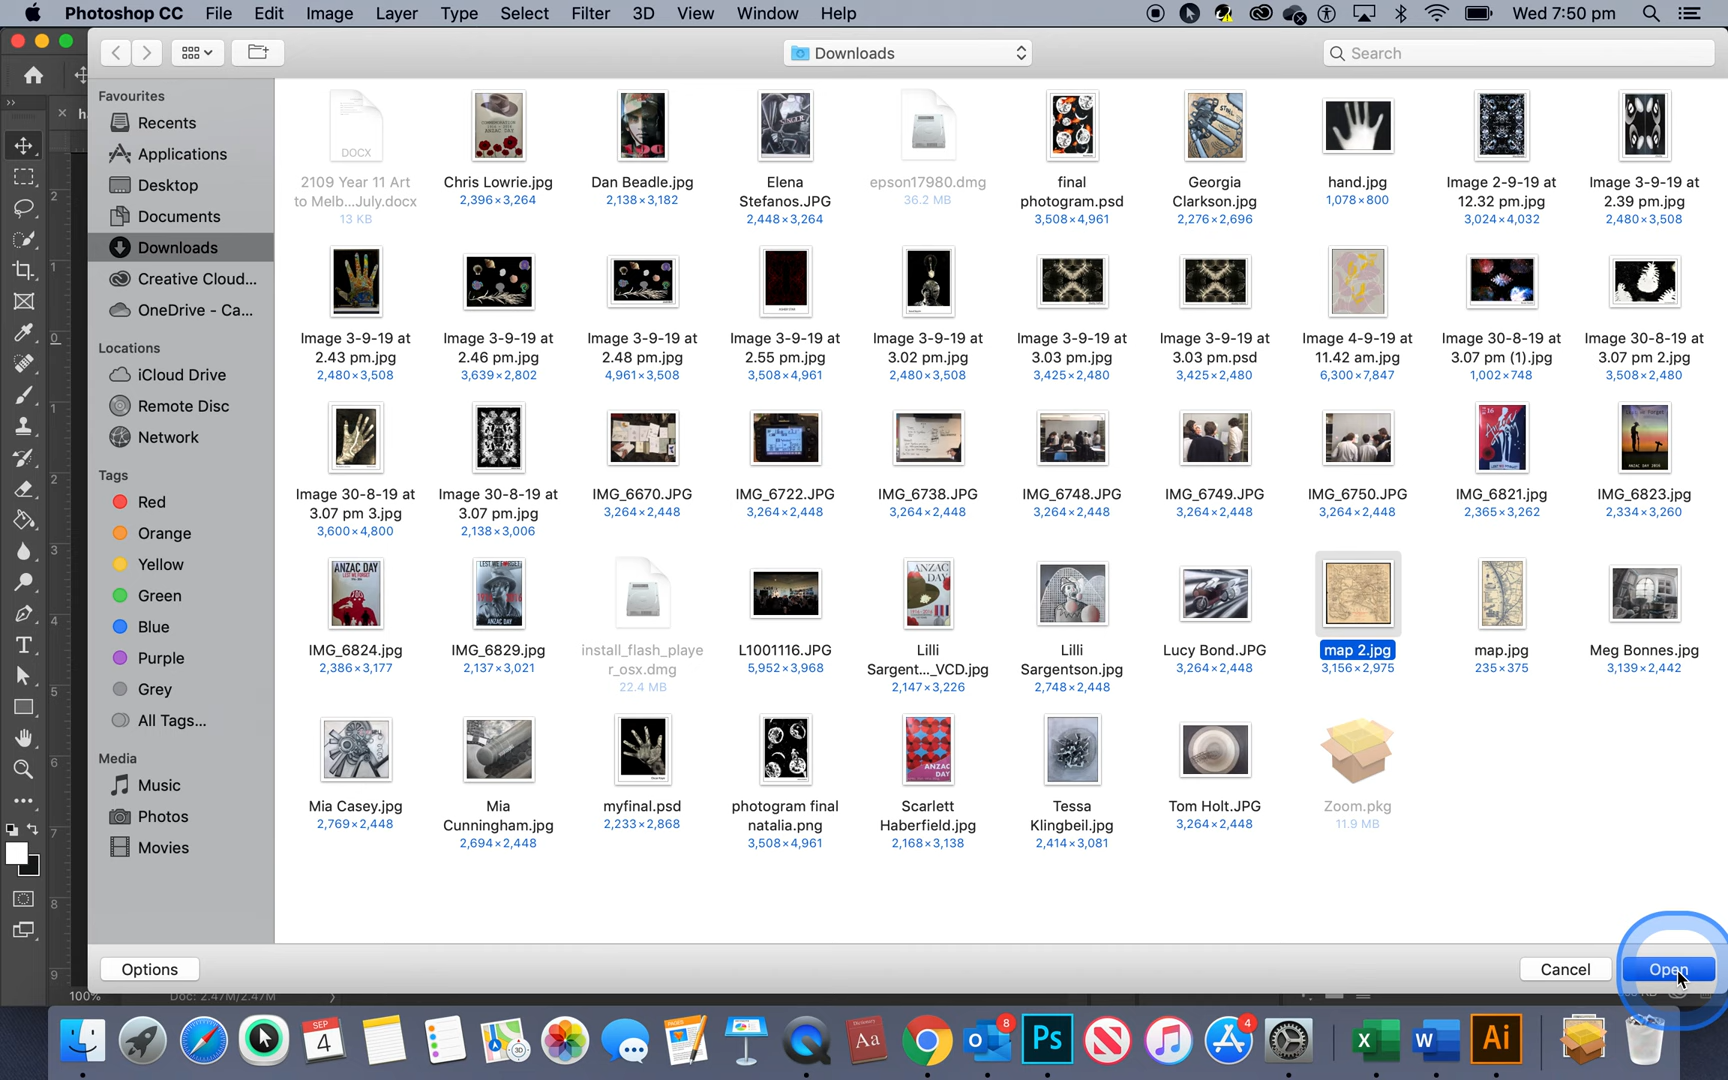 Photoshop CC File Edit Image Layer Type Select Filter 3D View Window Help Wed 7:50 pm
Downloads
Search
Favourites
Recents
Applications
Desktop
Documents
Downloads
Creative Cloud...
OneDrive - Ca...
Locations
iCloud Drive
Remote Disc
Network
Tags
Red
Orange
Yellow
Green
Blue
Purple
Grey
All Tags...
Media
Music
Photos
Movies
DOCX
2109 Year 11 Art
to Melb...July.docx
13 KB
Chris Lowrie.jpg
2,396×3,264
Dan Beadle.jpg
2,138×3,182
Elena
Stefanos.JPG
2,448×3,264
epson17980.dmg
36.2 MB
final
photogram.psd
3,508×4,961
Georgia
Clarkson.jpg
2,276×2,696
hand.jpg
1,078×800
Image 2-9-19 at
12.32 pm.jpg
3,024×4,032
Image 3-9-19 at
2.39 pm.jpg
2,480×3,508
Image 3-9-19 at
2.43 pm.jpg
2,480×3,508
Image 3-9-19 at
2.46 pm.jpg
3,639×2,802
Image 3-9-19 at
2.48 pm.jpg
4,961×3,508
Image 3-9-19 at
2.55 pm.jpg
3,508×4,961
Image 3-9-19 at
3.02 pm.jpg
2,480×3,508
Image 3-9-19 at
3.03 pm.jpg
3,425×2,480
Image 3-9-19 at
3.03 pm.psd
3,425×2,480
Image 4-9-19 at
11.42 am.jpg
6,300×7,847
Image 30-8-19 at
3.07 pm (1).jpg
1,002×748
Image 30-8-19 at
3.07 pm 2.jpg
3,508×2,480
Image 30-8-19 at
3.07 pm 3.jpg
3,600×4,800
Image 30-8-19 at
3.07 pm.jpg
2,138×3,006
IMG_6670.JPG
3,264×2,448
IMG_6722.JPG
3,264×2,448
IMG_6738.JPG
3,264×2,448
IMG_6748.JPG
3,264×2,448
IMG_6749.JPG
3,264×2,448
IMG_6750.JPG
3,264×2,448
IMG_6821.jpg
2,365×3,262
IMG_6823.jpg
2,334×3,260
ANZAC DAY
IMG_6824.jpg
2,386×3,177
IMG_6829.jpg
2,137×3,021
install_flash_playe
r_osx.dmg
22.4 MB
L1001116.JPG
5,952×3,968
Lilli
Sargent..._VCD.jpg
2,147×3,226
Lilli
Sargentson.jpg
2,748×2,448
Lucy Bond.JPG
3,264×2,448
map 2.jpg
3,156×2,975
map.jpg
235×375
Meg Bonnes.jpg
3,139×2,442
Mia Casey.jpg
2,769×2,448
Mia
Cunningham.jpg
2,694×2,448
myfinal.psd
2,233×2,868
photogram final
natalia.png
3,508×4,961
ANZAC
DAY
Scarlett
Haberfield.jpg
2,168×3,138
Tessa
Klingbeil.jpg
2,414×3,081
Tom Holt.JPG
3,264×2,448
Zoom.pkg
11.9 MB
Options
Cancel
Open
100%
Doc: 2.47M/2.47M
SEP
4
Aa
8
Ps
4
X
W
Ai